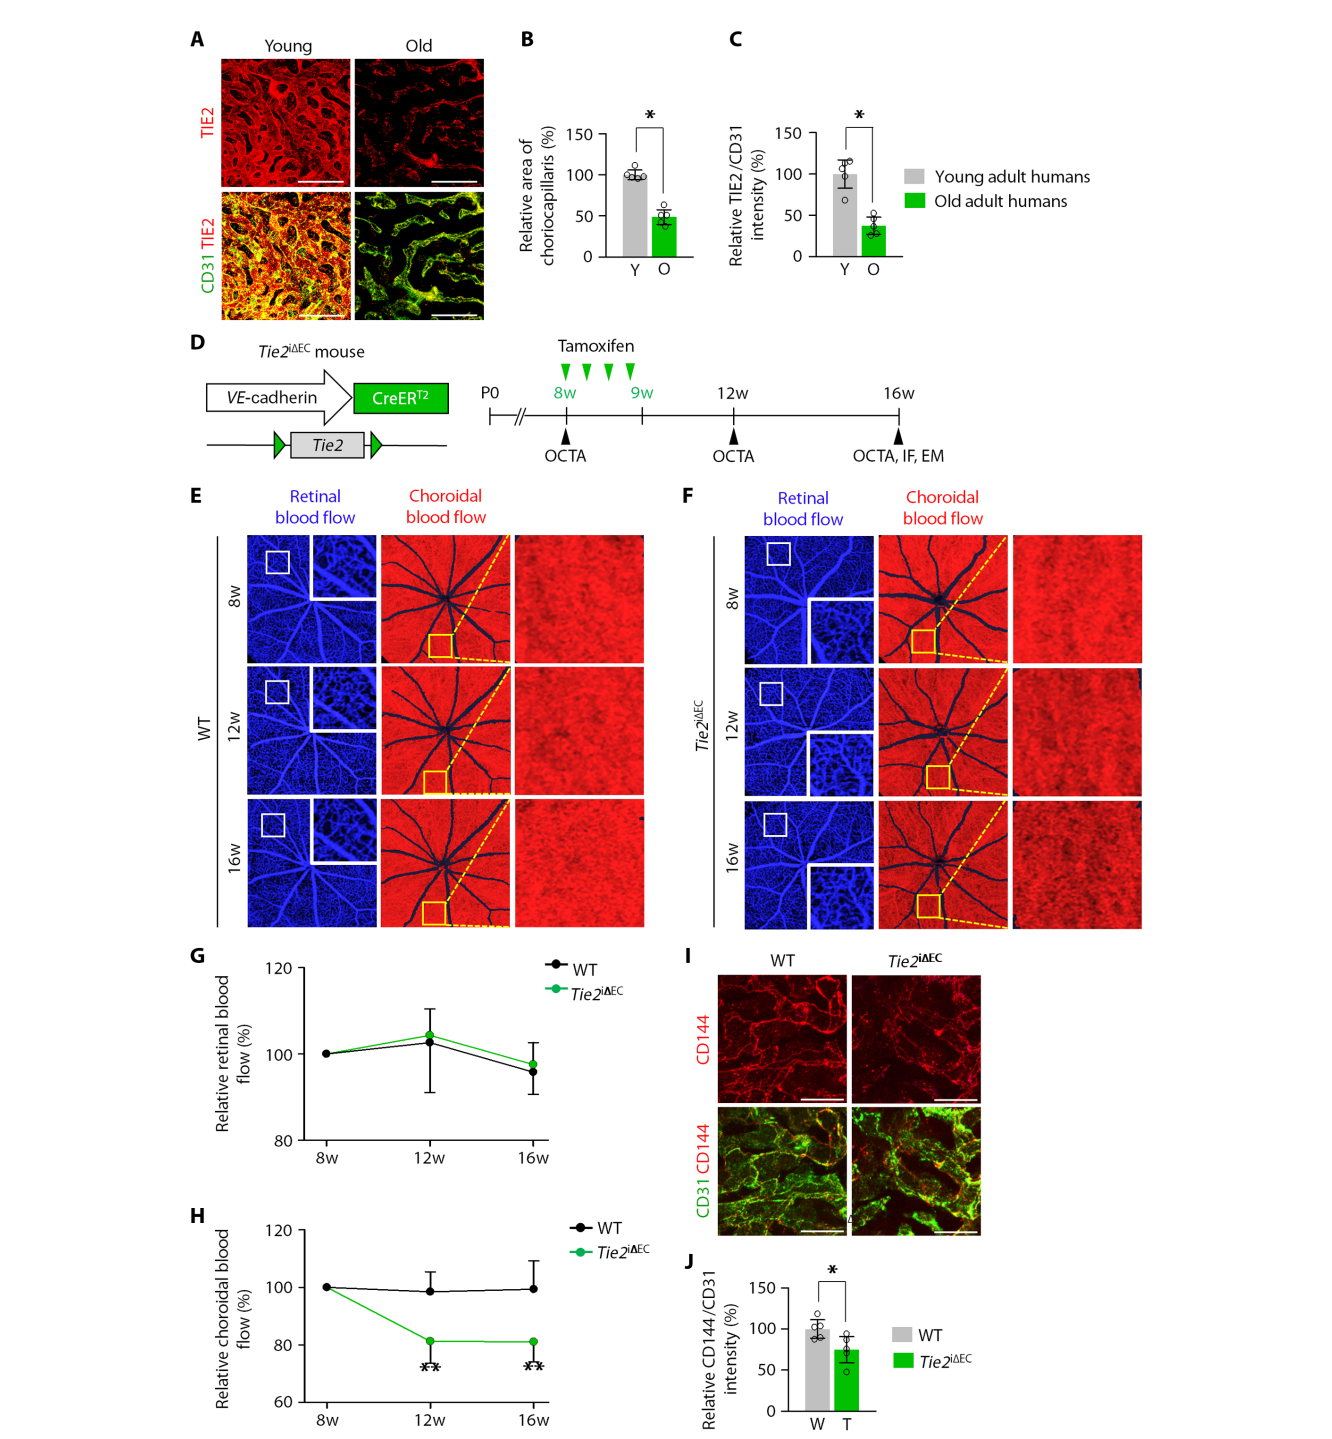 A
Young
Old
TIE2
CD31 TIE2
B
Relative area of
choriocapillaris (%)
150
100
50
0
*
Y
O
C
Relative TIE2/CD31
intensity (%)
150
100
50
0
*
Y
O
Young adult humans
Old adult humans
D
Tie2iΔEC mouse
VE-cadherin
CreERT2
Tie2
Tamoxifen
P0
8w
9w
12w
16w
OCTA
OCTA
OCTA, IF, EM
E
Retinal
blood flow
Choroidal
blood flow
WT
8w
12w
16w
F
Retinal
blood flow
Choroidal
blood flow
Tie2iΔEC
8w
12w
16w
G
Relative retinal blood
flow (%)
120
100
80
8w
12w
16w
WT
Tie2iΔEC
H
Relative choroidal blood
flow (%)
120
100
80
60
**
**
8w
12w
16w
WT
Tie2iΔEC
I
WT
Tie2iΔEC
CD144
CD31 CD144
Δ
J
Relative CD144/CD31
intensity (%)
150
100
50
0
*
W
T
WT
Tie2iΔEC